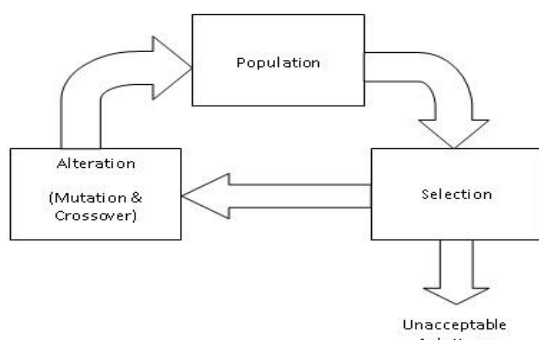 Population
Alteration
(Mutation &
Crossover)
Selection
Unacceptable